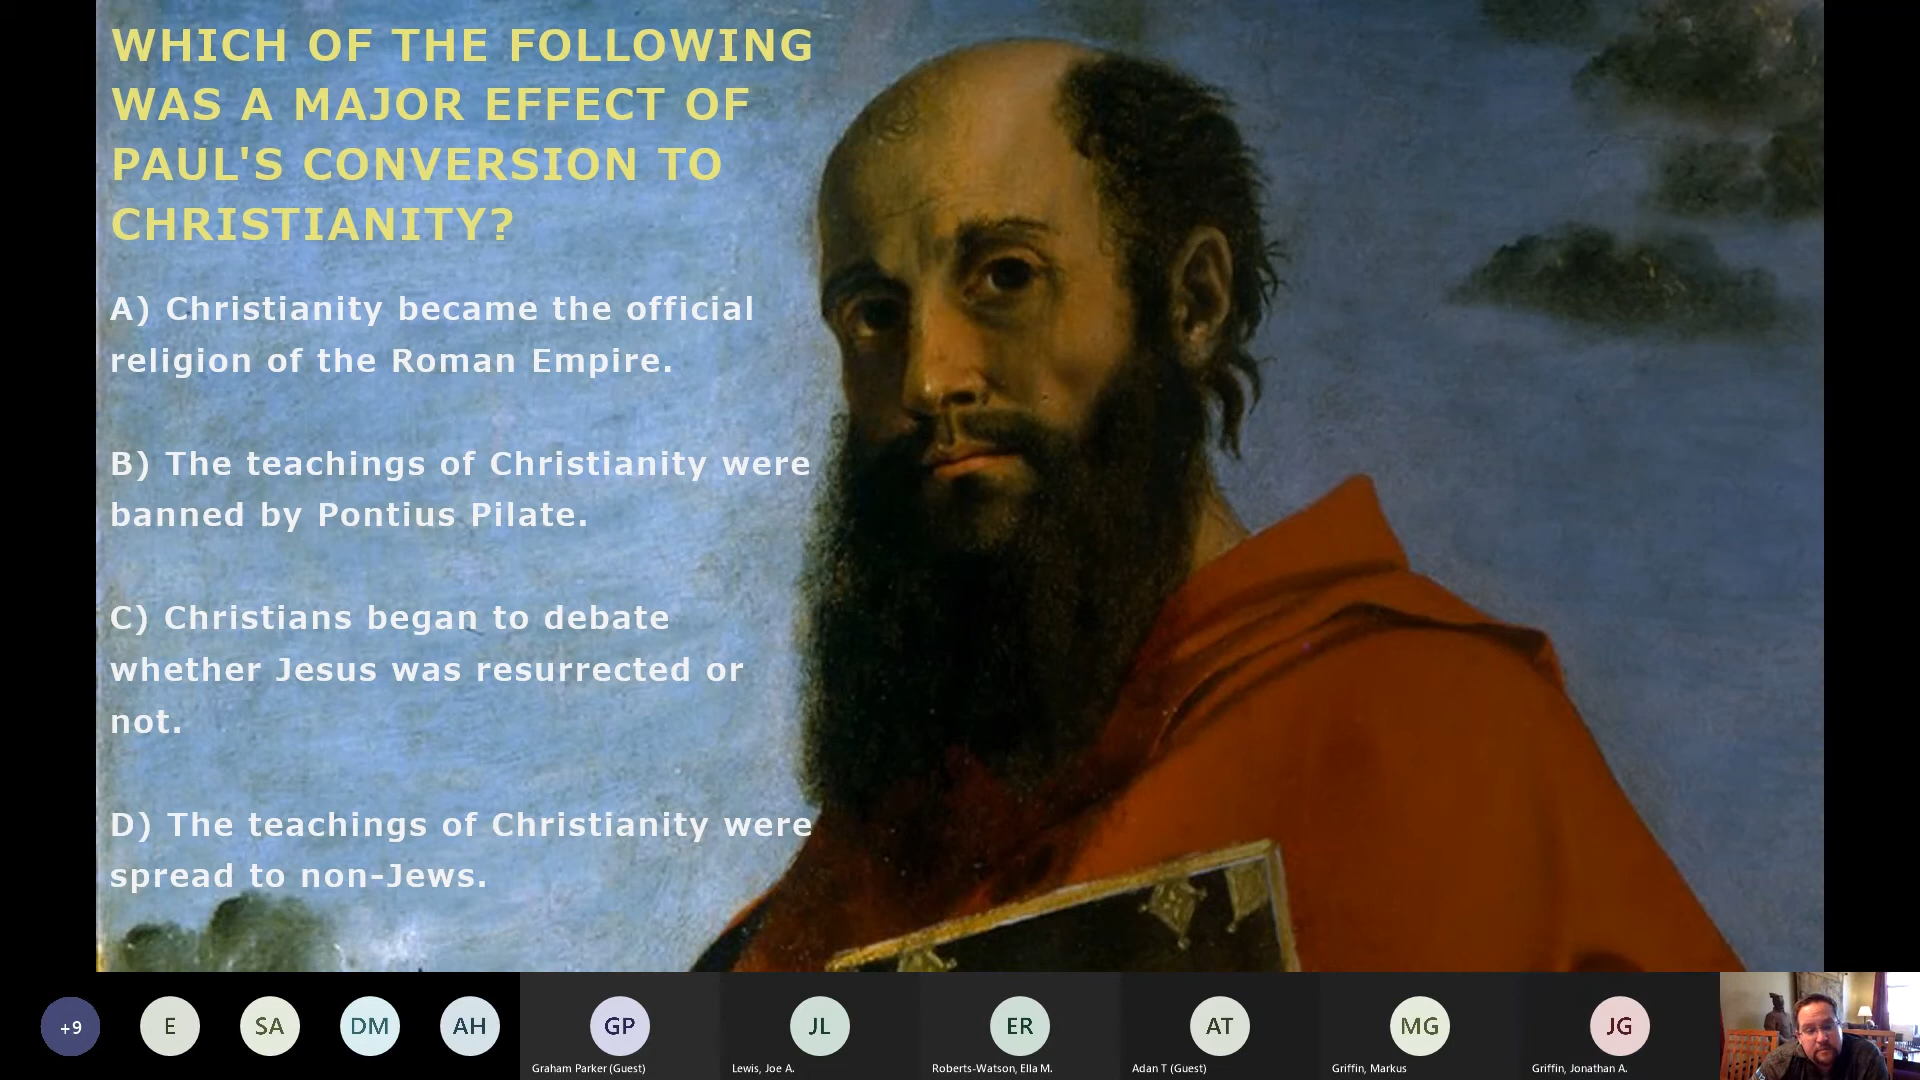 WHICH OF THE FOLLOWING
WAS A MAJOR EFFECT OF
PAUL'S CONVERSION TO
CHRISTIANITY?
A) Christianity became the official
religion of the Roman Empire.
B) The teachings of Christianity were
banned by Pontius Pilate.
C) Christians began to debate
whether Jesus was resurrected or
not.
D) The teachings of Christianity were
spread to non-Jews.
+9
E
SA
DM
AH
GP
JL
ER
AT
MG
JG
Graham Parker (Guest)
Lewis, Joe A.
Roberts-Watson, Ella M.
Adan T (Guest)
Griffin, Markus
Griffin, Jonathan A.